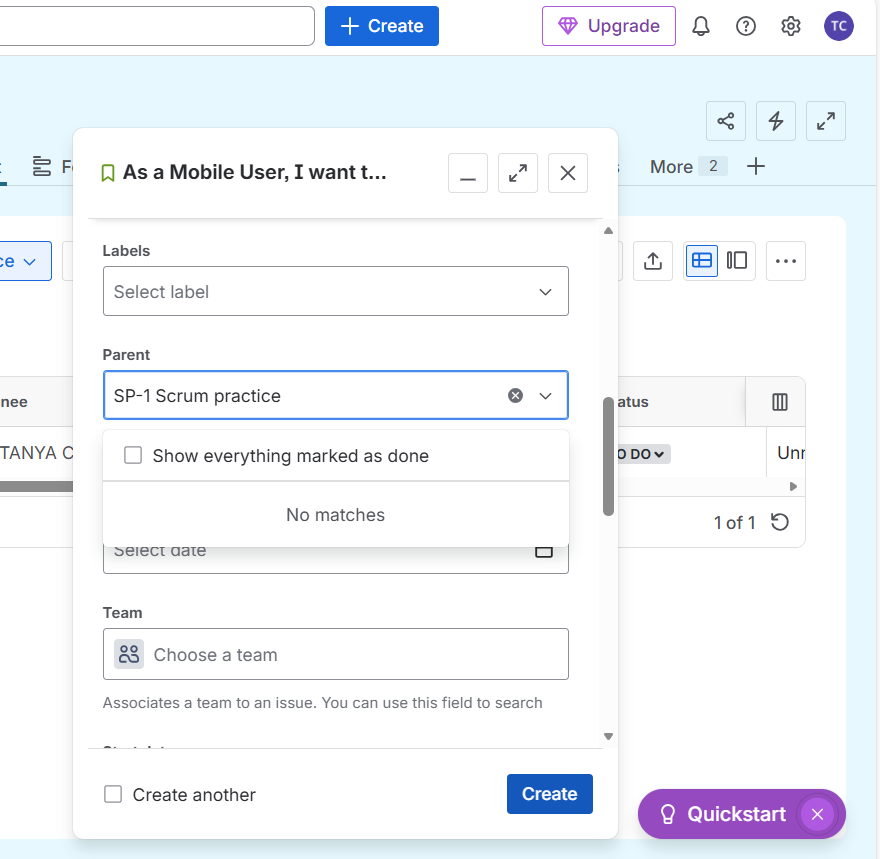 Create
Upgrade
TC
More 2
As a Mobile User, I want t...
Labels
Select label
Parent
SP-1 Scrum practice
Show everything marked as done
No matches
Select date
Team
Choose a team
Associates a team to an issue. You can use this field to search
Create another
Create
ce
nee
atus
TANYA C
O DO
Unr
1 of 1
Quickstart